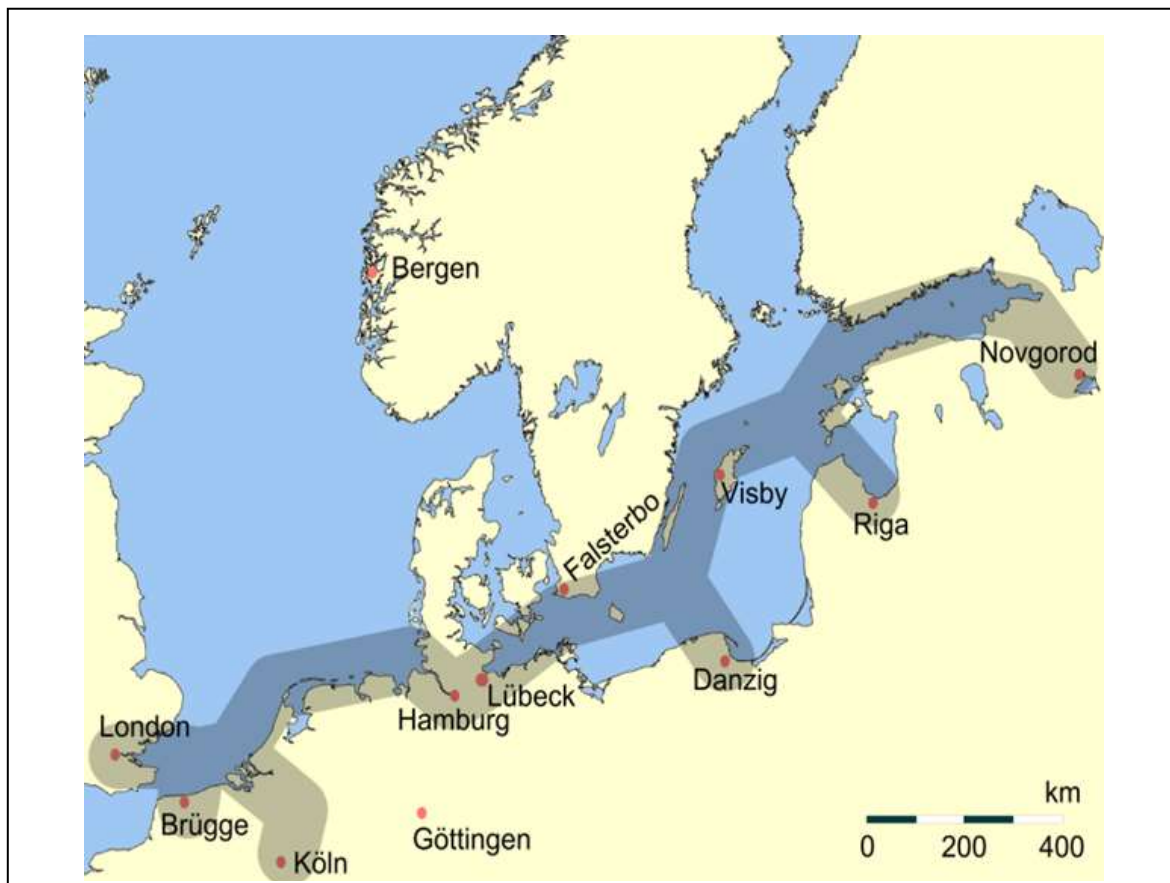 Bergen
Novgorod
Visby
Riga
Falsterbo
Danzig
Lübeck
Hamburg
London
Brügge
Göttingen
Köln
km
0 200 400